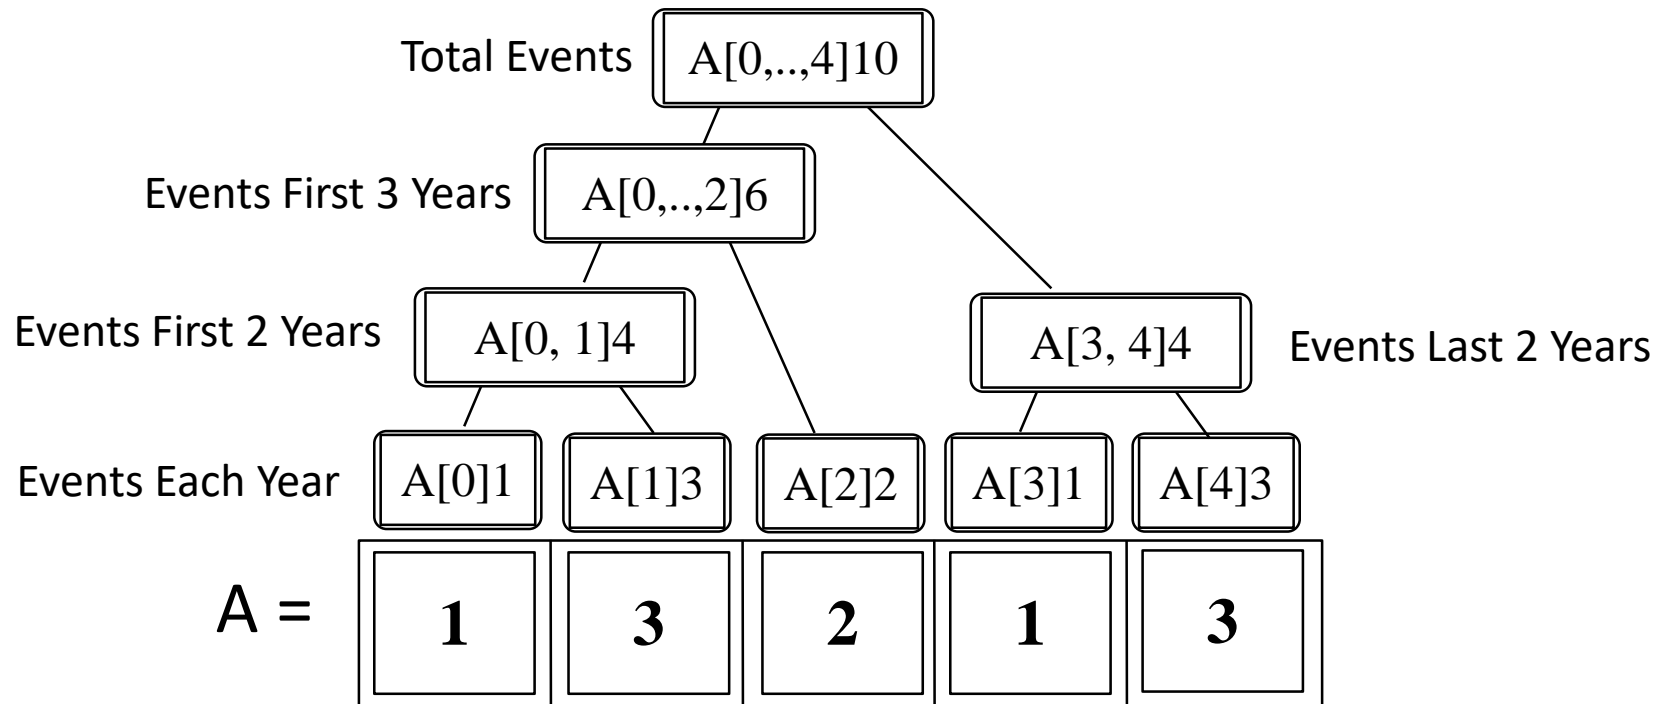 Total Events A[0,..,4]10
Events First 3 Years A[0,..,2]6
Events First 2 Years A[0, 1]4 A[3, 4]4 Events Last 2 Years
Events Each Year A[0]1 A[1]3 A[2]2 A[3]1 A[4]3
A = 1 3 2 1 3